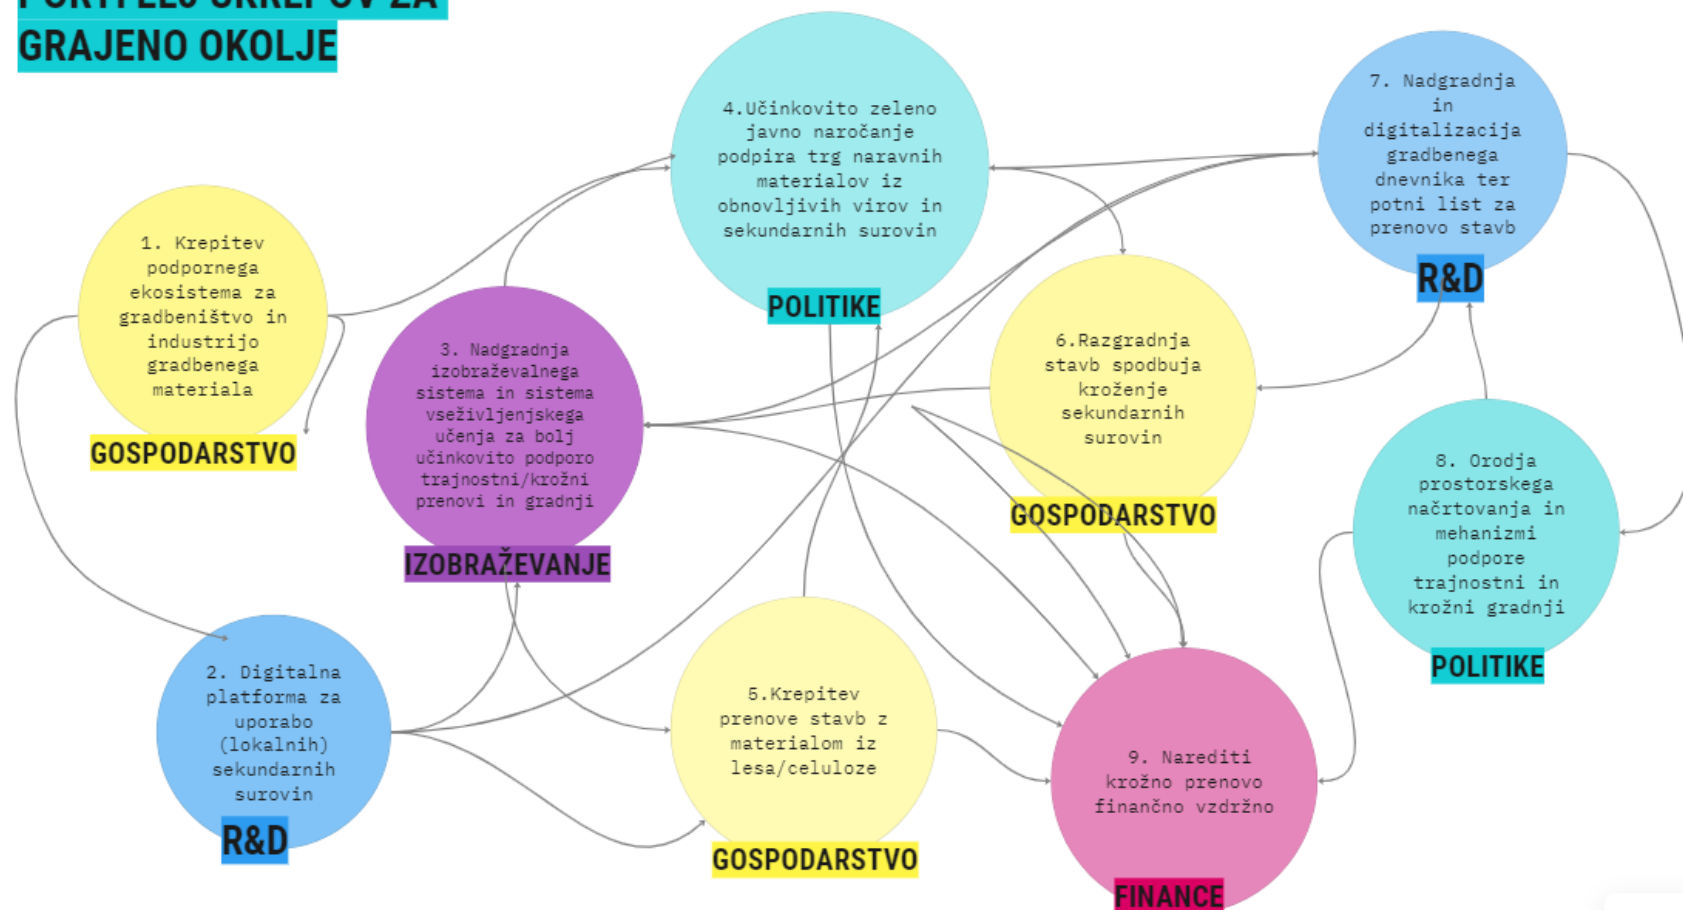 PORTFELJ UKREPOV ZA
GRAJENO OKOLJE
1. Krepitev
podpornega
ekosistema za
gradbeništvo in
industrijo
gradbenega
materiala
GOSPODARSTVO
2. Digitalna
platforma za
uporabo
(lokalnih)
sekundarnih
surovin
R&D
3. Nadgradnja
izobraževalnega
sistema in sistema
vseživljenjskega
učenja za bolj
učinkovito podporo
trajnostni/krožni
prenovi in gradnji
IZOBRAŽEVANJE
4.Učinkovito zeleno
javno naročanje
podpira trg naravnih
materialov iz
obnovljivih virov in
sekundarnih surovin
POLITIKE
5.Krepitev
prenove stavb z
materialom iz
lesa/celuloze
GOSPODARSTVO
6.Razgradnja
stavb spodbuja
kroženje
sekundarnih
surovin
GOSPODARSTVO
7. Nadgradnja
in
digitalizacija
gradbenega
dnevnika ter
potni list za
prenovo stavb
R&D
8. Orodja
prostorskega
načrtovanja in
mehanizmi
podpore
trajnostni in
krožni gradnji
POLITIKE
9. Narediti
krožno prenovo
finančno vzdržno
FINANCE